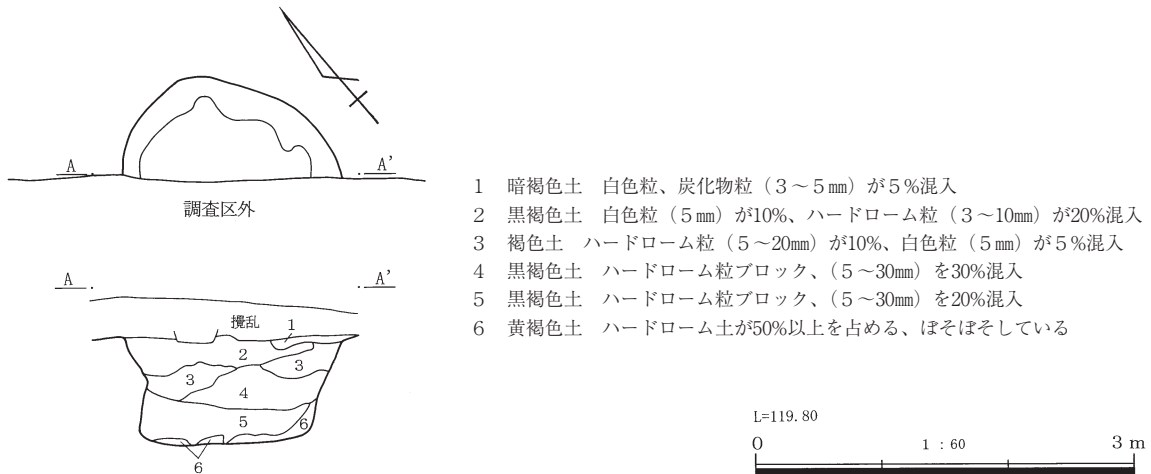 A A'
調査区外
A A'
攪乱
1
2
3 3
4
5 6
6
1 暗褐色土 白色粒、炭化物粒（3～5㎜）が5%混入
2 黒褐色土 白色粒（5㎜）が10%、ハードローム粒（3～10㎜）が20%混入
3 褐色土 ハードローム粒（5～20㎜）が10%、白色粒（5㎜）が5%混入
4 黒褐色土 ハードローム粒ブロック、（5～30㎜）を30%混入
5 黒褐色土 ハードローム粒ブロック、（5～30㎜）を20%混入
6 黄褐色土 ハードローム土が50%以上を占める、ぼそぼそしている
L=119.80
0 1：60 3 m